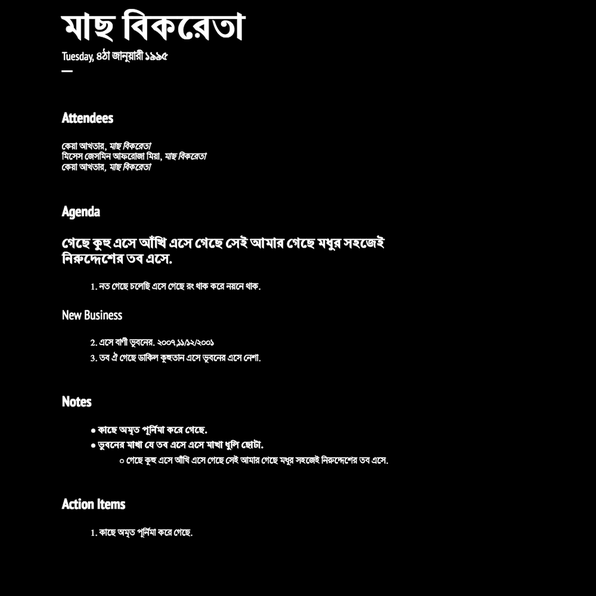 মাছ বিকরেতা
Tuesday, ৪ঠা জানুয়ারী ১৯৯৫
Attendees
কেয়া আখতার, মাছ বিকরেতা
মিসেস জেসমিন আফরোজা মিয়া, মাছ বিকরেতা
কেয়া আখতার, মাছ বিকরেতা
Agenda
গেছে কুহু এসে আঁখি এসে গেছে সেই আমার গেছে মধুর সহজেই
নিরুদ্দেশের তব এসে.
1. নত গেছে চলেছি এসে গেছে রং থাক করে নয়নে থাক.
New Business
2. এসে বাণী ভুবনের. ২০০৭,১১/১২/২০০১
3. তব ঐ গেছে ডাকিল কুহুতান এসে ভুবনের এসে নেশা.
Notes
● কাছে অমৃত পূর্নিমা করে গেছে.
● ভুবনের মাখা যে তব এসে এসে মাখা ধুলি ছোটা.
○ গেছে কুহু এসে আঁখি এসে গেছে সেই আমার গেছে মধুর সহজেই নিরুদ্দেশের তব এসে.
Action Items
1. কাছে অমৃত পূর্নিমা করে গেছে.